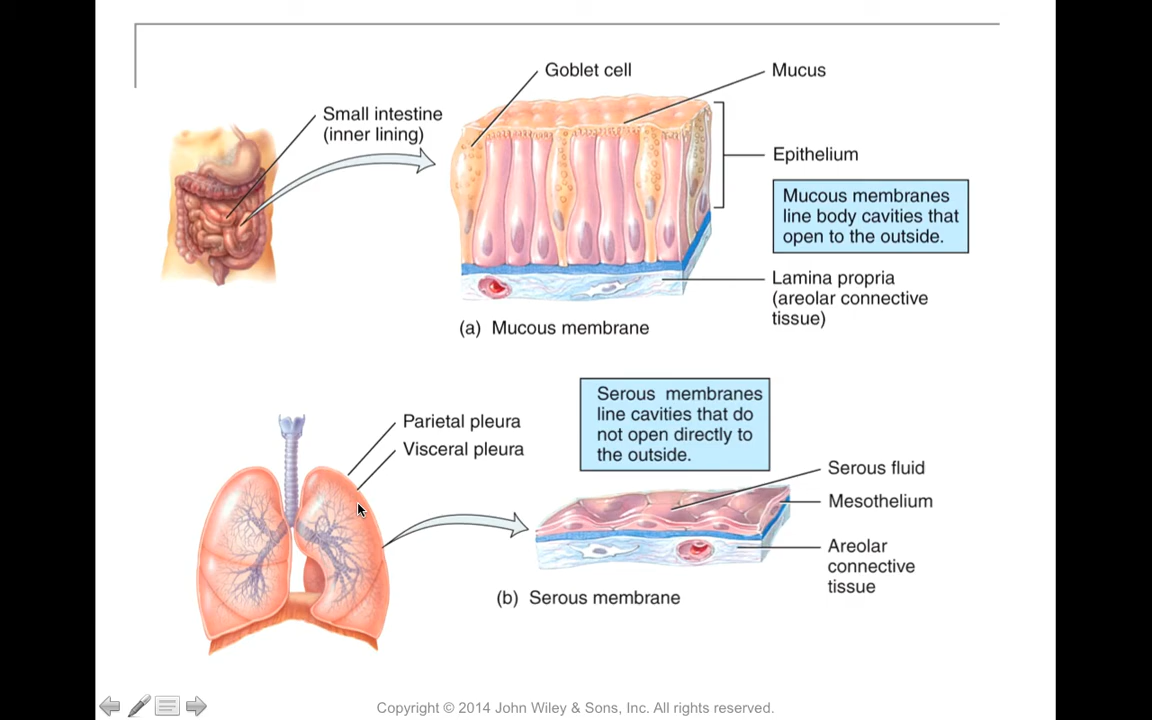 Goblet cell
Mucus
Small intestine
(inner lining)
Epithelium
Mucous membranes
line body cavities that
open to the outside.
Lamina propria
(areolar connective
tissue)
(a) Mucous membrane
Serous membranes
line cavities that do
not open directly to
the outside.
Parietal pleura
Visceral pleura
Serous fluid
Mesothelium
Areolar
connective
tissue
(b) Serous membrane
Copyright © 2014 John Wiley & Sons, Inc. All rights reserved.